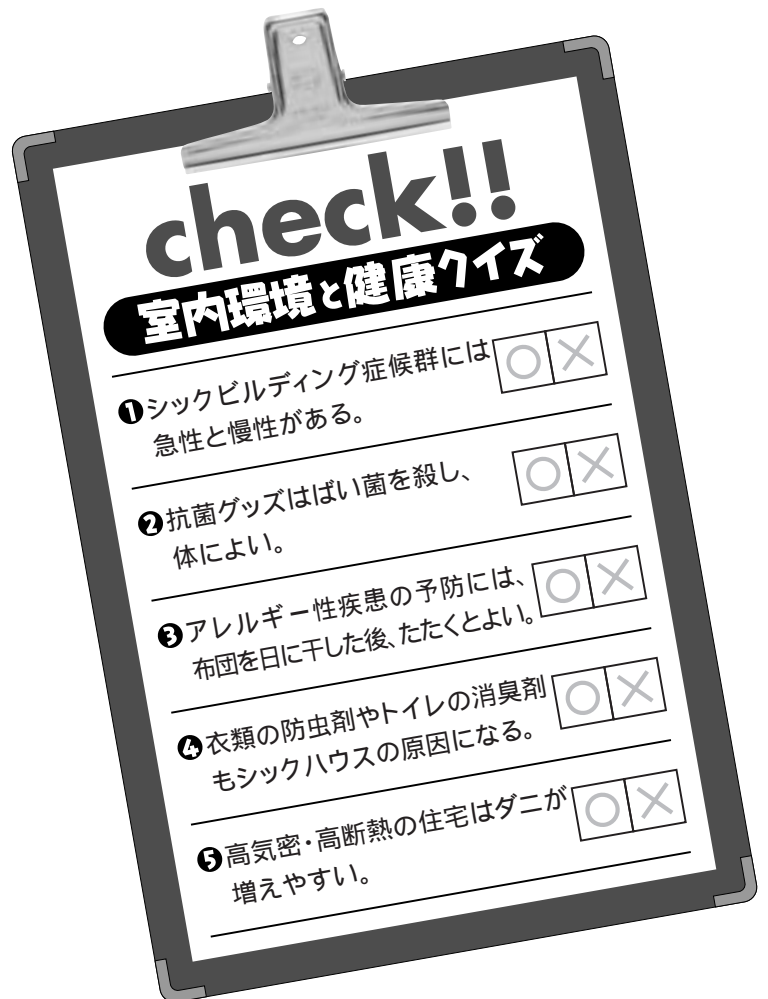 check!!
室内環境と健康クイズ
❶シックビルディング症候群には ○ ×
急性と慢性がある。
❷抗菌グッズはばい菌を殺し、 ○ ×
体によい。
❸アレルギー性疾患の予防には、 ○ ×
布団を日に干した後、たたくとよい。
❹衣類の防虫剤やトイレの消臭剤 ○ ×
もシックハウスの原因になる。
❺高気密・高断熱の住宅はダニが ○ ×
増えやすい。